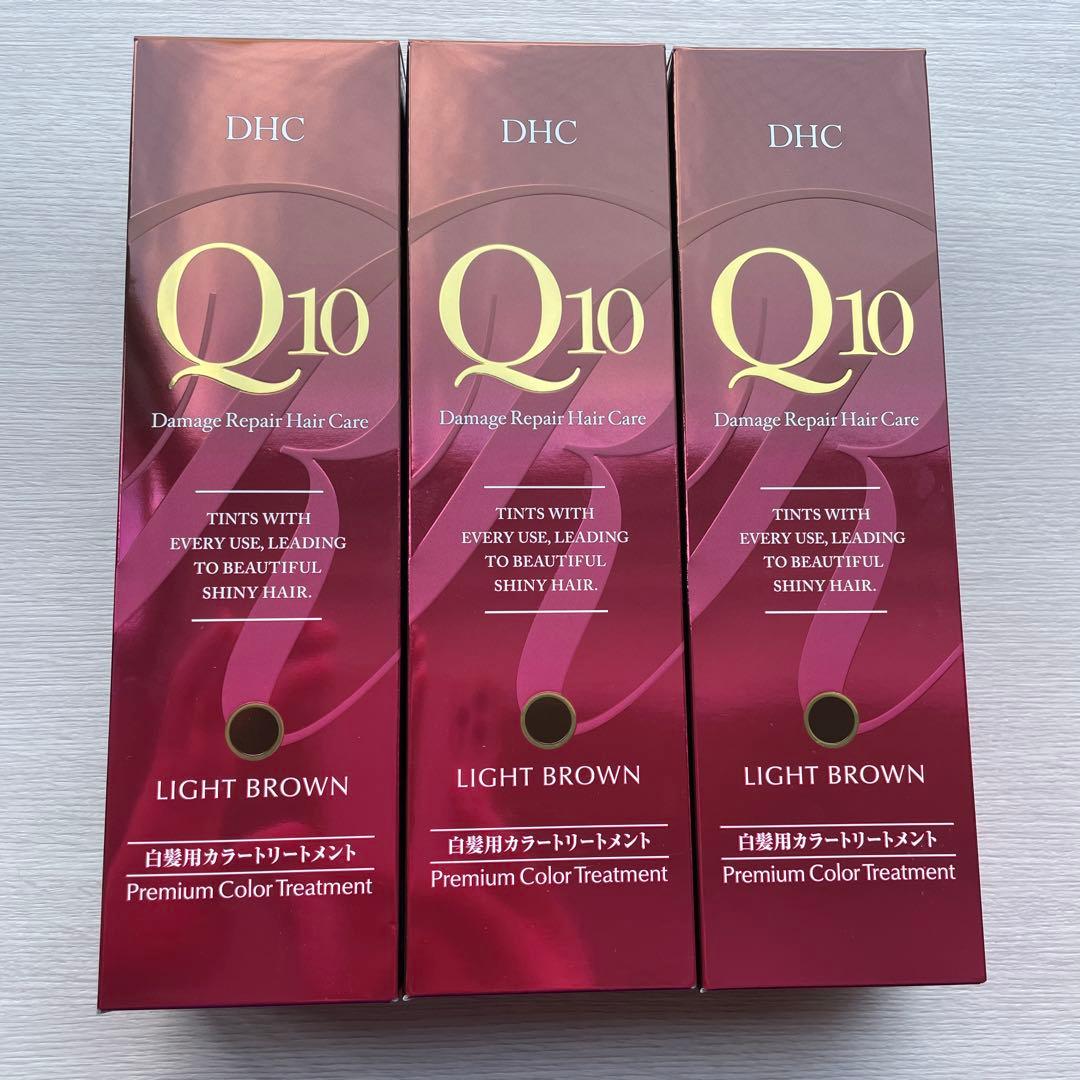 DHC
Q10
Damage Repair Hair Care
TINTS WITH
EVERY USE, LEADING
TO BEAUTIFUL
SHINY HAIR.
LIGHT BROWN
白髪用カラートリートメント
Premium Color Treatment
DHC
Q10
Damage Repair Hair Care
TINTS WITH
EVERY USE, LEADING
TO BEAUTIFUL
SHINY HAIR.
LIGHT BROWN
白髪用カラートリートメント
Premium Color Treatment
DHC
Q10
Damage Repair Hair Care
TINTS WITH
EVERY USE, LEADING
TO BEAUTIFUL
SHINY HAIR.
LIGHT BROWN
白髪用カラートリートメント
Premium Color Treatment